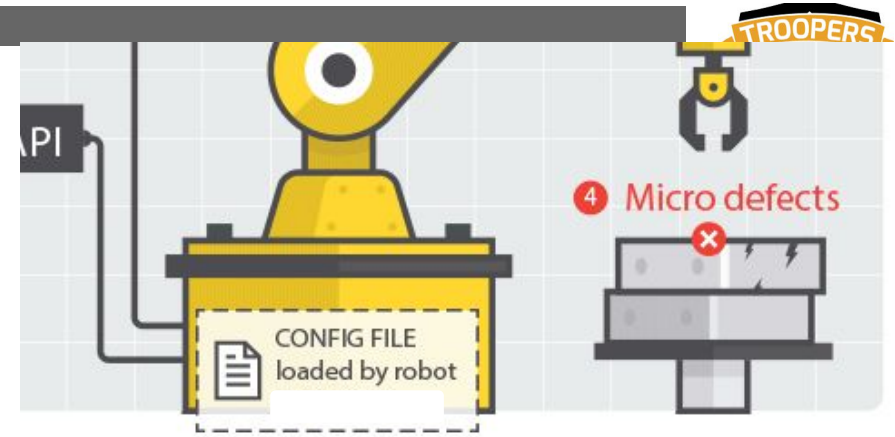 TROOPERS
API
4 Micro defects
CONFIG FILE
loaded by robot